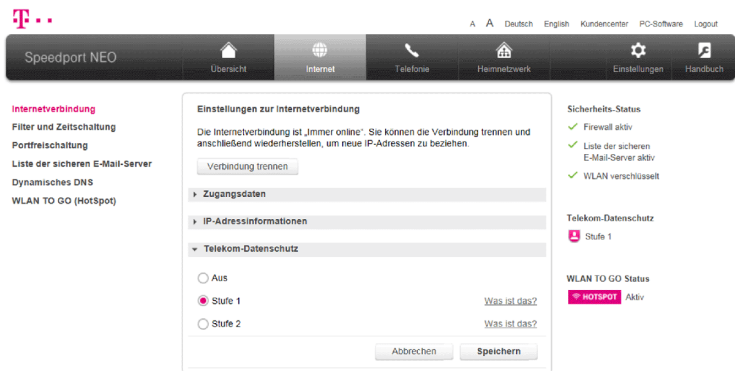 T
A A Deutsch English Kundencenter PC-Software Logout
Speedport NEO
Übersicht Internet Telefonie Heimnetzwerk Einstellungen Handbuch
Internetverbindung
Filter und Zeitschaltung
Portfreischaltung
Liste der sicheren E-Mail-Server
Dynamisches DNS
WLAN TO GO (HotSpot)
Einstellungen zur Internetverbindung
Die Internetverbindung ist „Immer online“. Sie können die Verbindung trennen und
anschließend wiederherstellen, um neue IP-Adressen zu beziehen.
Verbindung trennen
Zugangsdaten
IP-Adressinformationen
Telekom-Datenschutz
Aus
Stufe 1 Was ist das?
Stufe 2 Was ist das?
Abbrechen Speichern
Sicherheits-Status
Firewall aktiv
Liste der sicheren
E-Mail-Server aktiv
WLAN verschlüsselt
Telekom-Datenschutz
Stufe 1
WLAN TO GO Status
HOTSPOT Aktiv